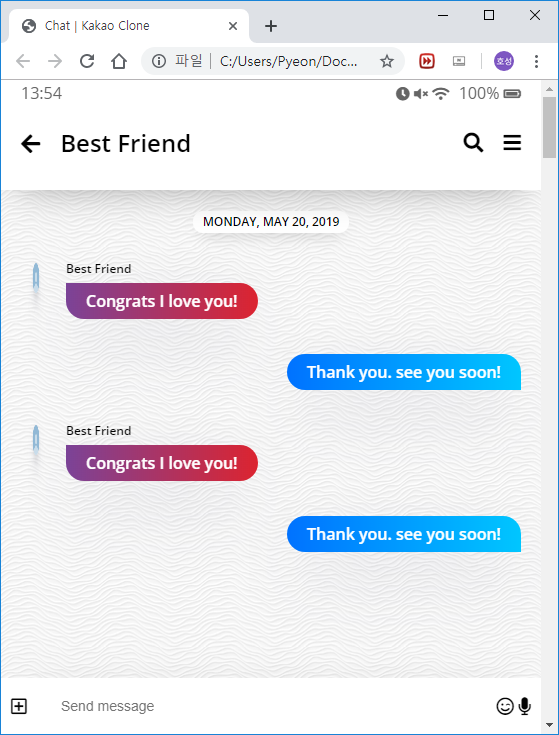 Chat | Kakao Clone
파일 | C:/Users/Pyeon/Doc... 호성
13:54 100%
Best Friend
MONDAY, MAY 20, 2019
Best Friend
Congrats I love you!
Thank you. see you soon!
Best Friend
Congrats I love you!
Thank you. see you soon!
Send message